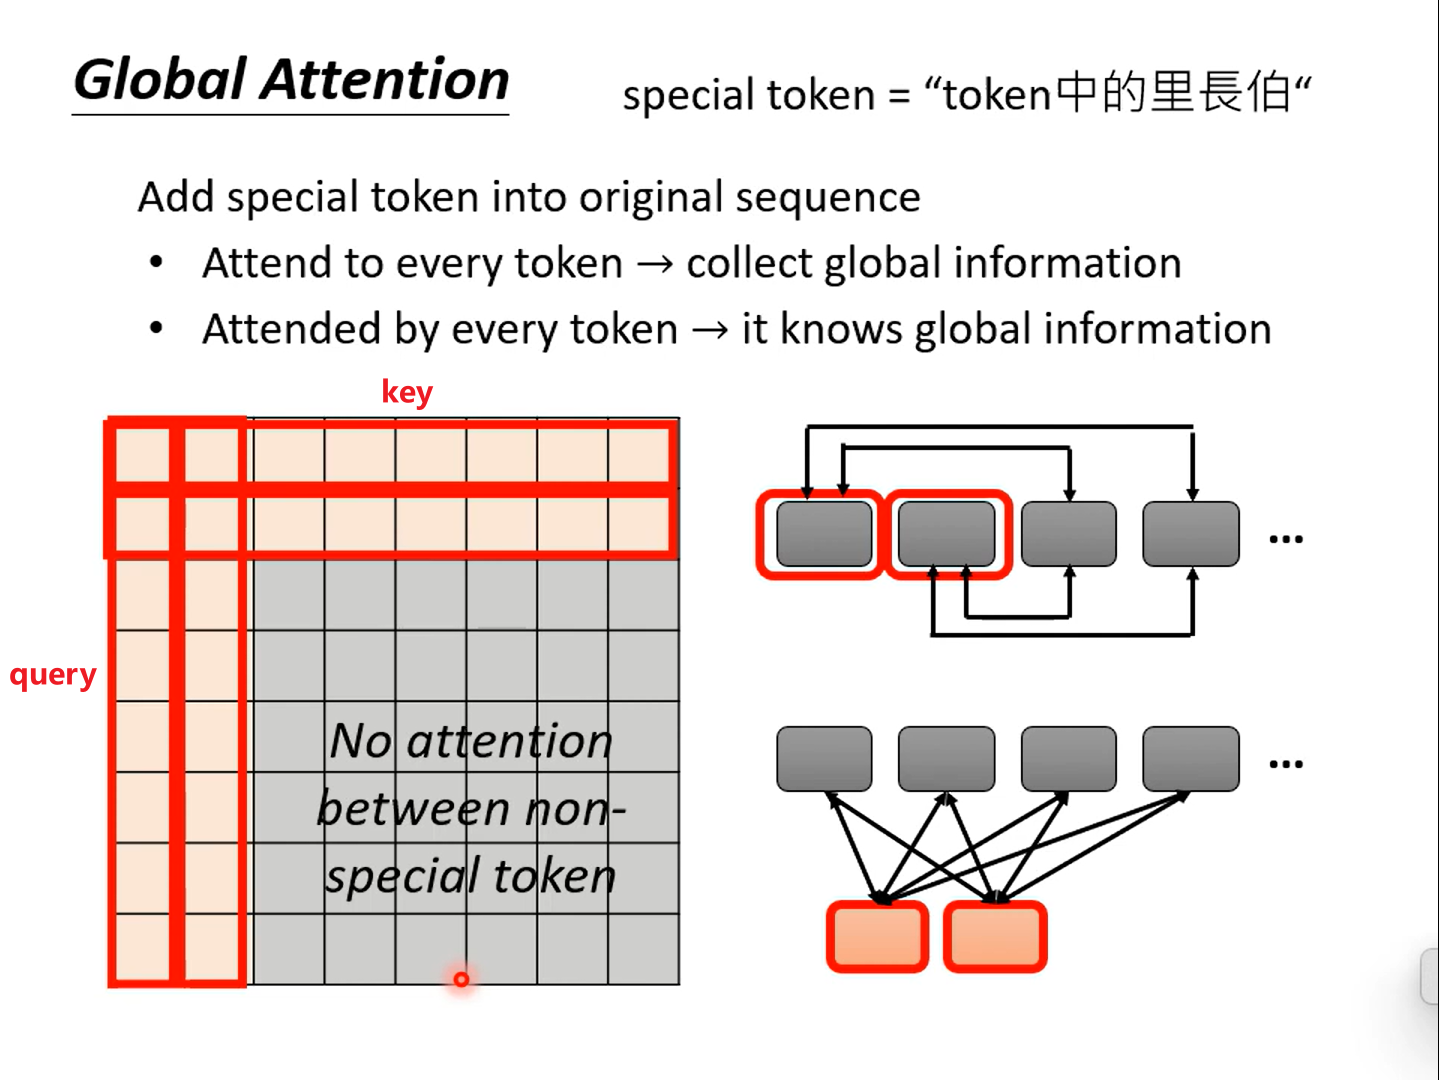 Global Attention
special token = “token中的里長伯“
Add special token into original sequence
• Attend to every token → collect global information
• Attended by every token → it knows global information
key
query
No attention
between non-
special token
...
...